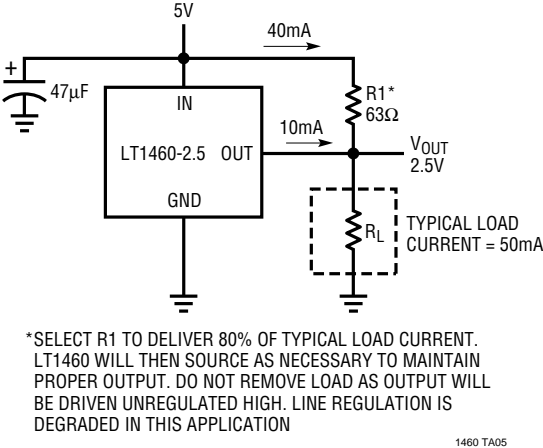 5V
40mA
+
47µF
IN
R1*
63Ω
LT1460-2.5
OUT
10mA
VOUT
2.5V
GND
RL
TYPICAL LOAD
CURRENT = 50mA
*SELECT R1 TO DELIVER 80% OF TYPICAL LOAD CURRENT.
LT1460 WILL THEN SOURCE AS NECESSARY TO MAINTAIN
PROPER OUTPUT. DO NOT REMOVE LOAD AS OUTPUT WILL
BE DRIVEN UNREGULATED HIGH. LINE REGULATION IS
DEGRADED IN THIS APPLICATION
1460 TA05